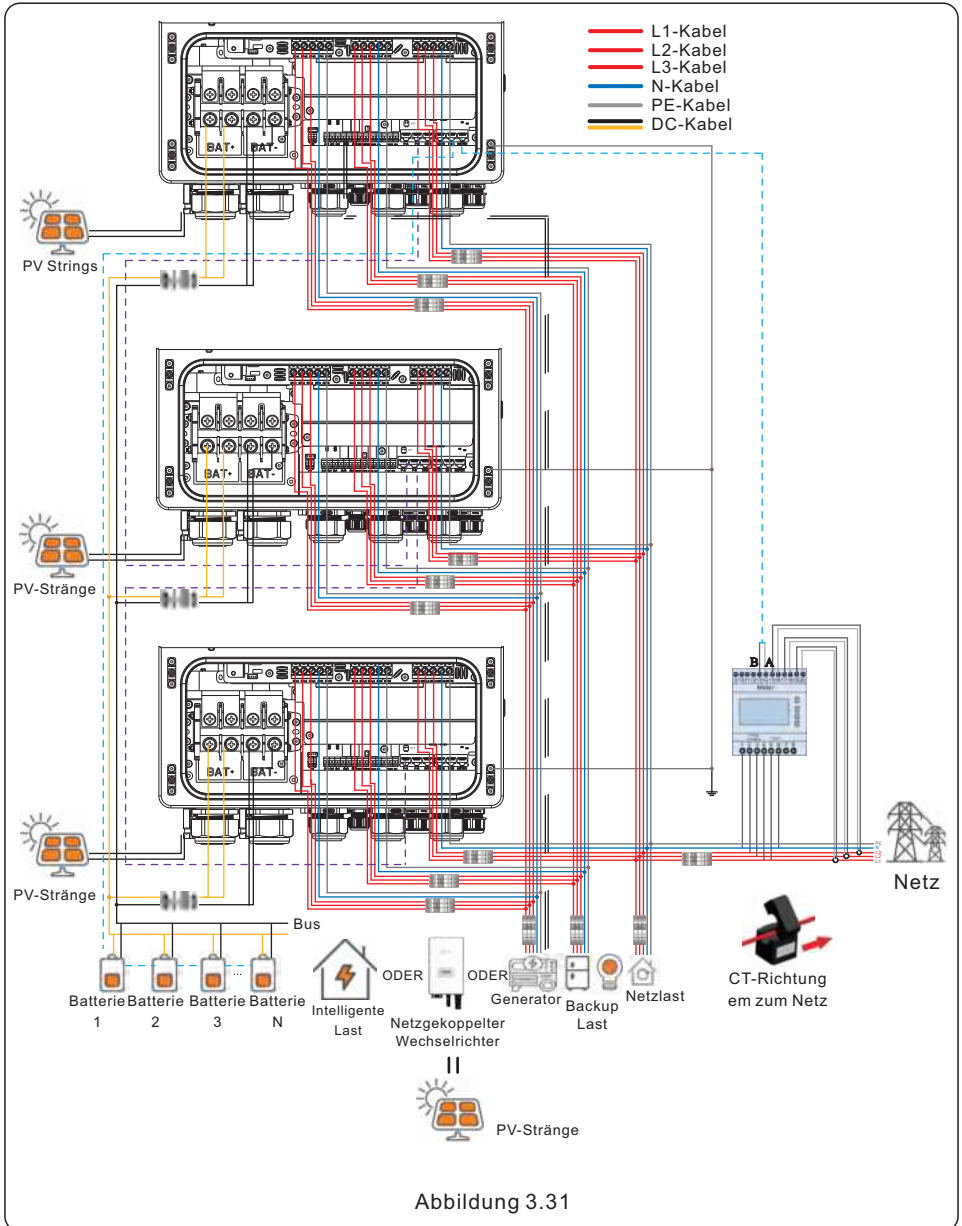 L1-Kabel
L2-Kabel
L3-Kabel
N-Kabel
PE-Kabel
DC-Kabel
BAT+ BAT-
PV Strings
BAT+ BAT-
PV-Stränge
B A
Meter
BAT+ BAT-
PV-Stränge
Netz
Bus
...
Batterie 1
Batterie 2
Batterie 3
Batterie N
Intelligente
Last
ODER
Netzgekoppelter
Wechselrichter
ODER
Generator
Backup
Last
Netzlast
CT-Richtung
em zum Netz
PV-Stränge
Abbildung 3.31